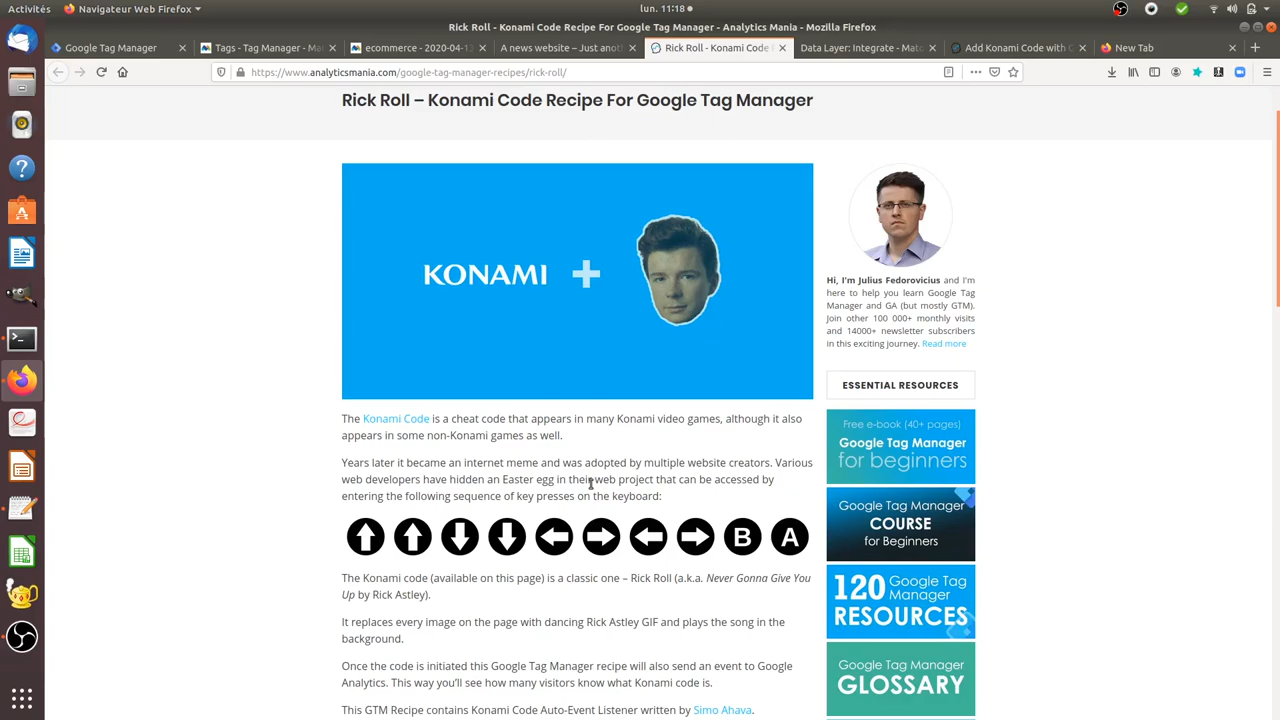 Activités
Navigateur Web Firefox
lun. 11:18
Rick Roll - Konami Code Recipe For Google Tag Manager - Analytics Mania - Mozilla Firefox
Google Tag Manager
Tags - Tag Manager - Ma
ecommerce - 2020-04-13
A news website – Just anot
Rick Roll - Konami Code
Data Layer: Integrate - Mato
Add Konami Code with G
New Tab
https://www.analyticsmania.com/google-tag-manager-recipes/rick-roll/
Rick Roll – Konami Code Recipe For Google Tag Manager
KONAMI +
The Konami Code is a cheat code that appears in many Konami video games, although it also
appears in some non-Konami games as well.
Years later it became an internet meme and was adopted by multiple website creators. Various
web developers have hidden an Easter egg in their web project that can be accessed by
entering the following sequence of key presses on the keyboard:
B A
The Konami code (available on this page) is a classic one – Rick Roll (a.k.a. Never Gonna Give You
Up by Rick Astley).
It replaces every image on the page with dancing Rick Astley GIF and plays the song in the
background.
Once the code is initiated this Google Tag Manager recipe will also send an event to Google
Analytics. This way you’ll see how many visitors know what Konami code is.
This GTM Recipe contains Konami Code Auto-Event Listener written by Simo Ahava.
Hi, I'm Julius Fedorovicius and I'm
here to help you learn Google Tag
Manager and GA (but mostly GTM).
Join other 100 000+ monthly visits
and 14000+ newsletter subscribers
in this exciting journey. Read more
ESSENTIAL RESOURCES
Free e-book (40+ pages)
Google Tag Manager
for beginners
Google Tag Manager
COURSE
for Beginners
120 Google Tag
Manager
RESOURCES
Google Tag Manager
GLOSSARY